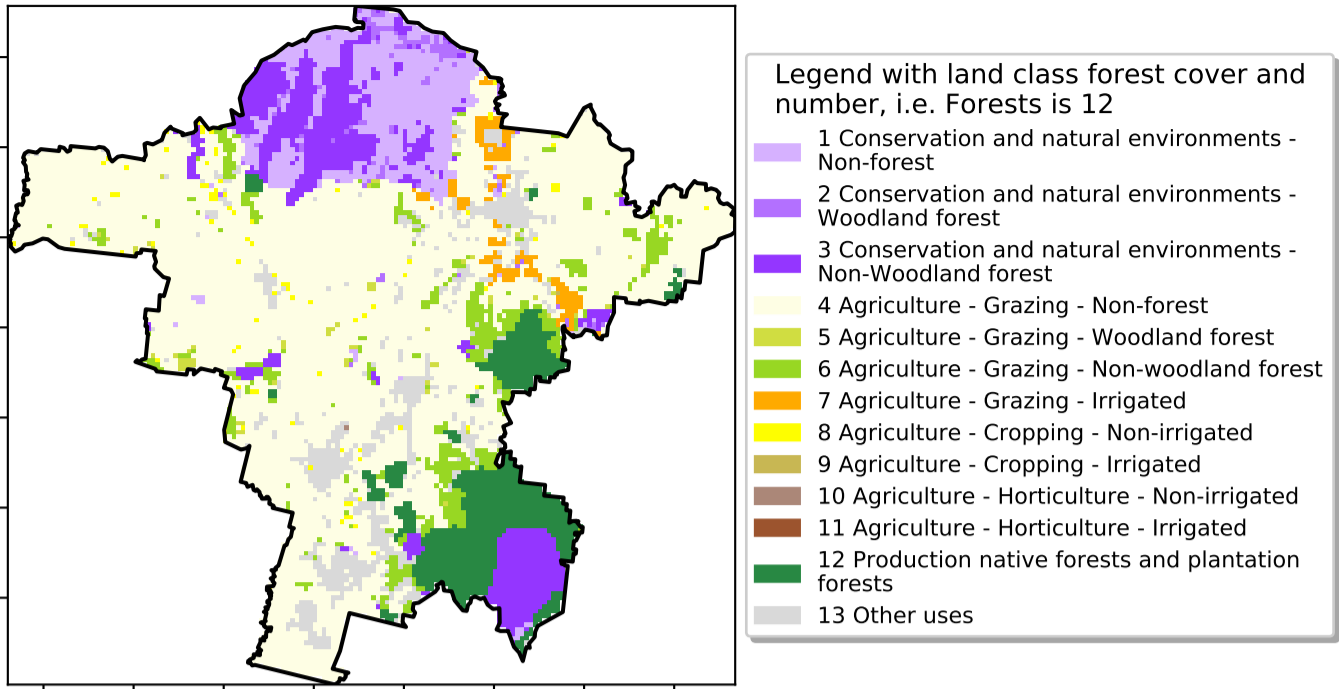 Legend with land class forest cover and
number, i.e. Forests is 12
1 Conservation and natural environments -
Non-forest
2 Conservation and natural environments -
Woodland forest
3 Conservation and natural environments -
Non-Woodland forest
4 Agriculture - Grazing - Non-forest
5 Agriculture - Grazing - Woodland forest
6 Agriculture - Grazing - Non-woodland forest
7 Agriculture - Grazing - Irrigated
8 Agriculture - Cropping - Non-irrigated
9 Agriculture - Cropping - Irrigated
10 Agriculture - Horticulture - Non-irrigated
11 Agriculture - Horticulture - Irrigated
12 Production native forests and plantation
forests
13 Other uses